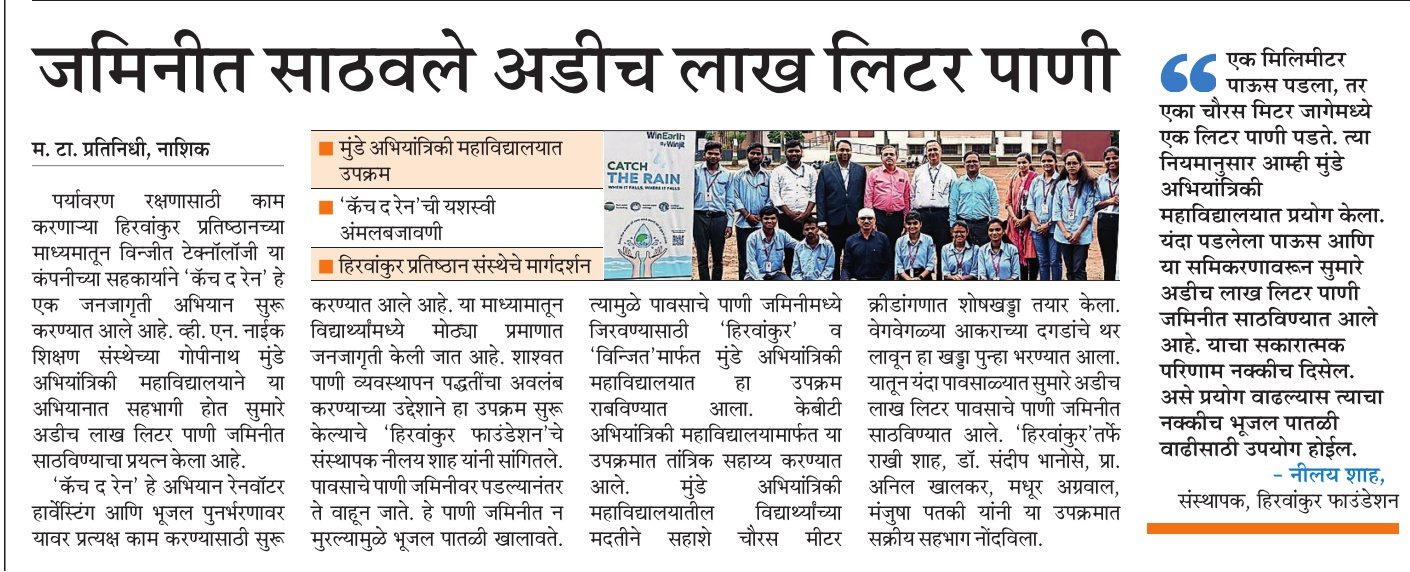 जमिनीत साठवले अडीच लाख लिटर पाणी
म. टा. प्रतिनिधी, नाशिक
पर्यावरण रक्षणासाठी काम
करणाऱ्या हिरवांकुर प्रतिष्ठानच्या
माध्यमातून विन्जीत टेक्नॉलॉजी या
कंपनीच्या सहकार्याने ‘कॅच द रेन’ हे
एक जनजागृती अभियान सुरू
करण्यात आले आहे. व्ही. एन. नाईक
शिक्षण संस्थेच्या गोपीनाथ मुंडे
अभियांत्रिकी महाविद्यालयाने या
अभियानात सहभागी होत सुमारे
अडीच लाख लिटर पाणी जमिनीत
साठविण्याचा प्रयत्न केला आहे.
‘कॅच द रेन’ हे अभियान रेनवॉटर
हार्वेस्टिंग आणि भूजल पुनर्भरणावर
यावर प्रत्यक्ष काम करण्यासाठी सुरू
■ मुंडे अभियांत्रिकी महाविद्यालयात
उपक्रम
■ ‘कॅच द रेन’ची यशस्वी
अंमलबजावणी
■ हिरवांकुर प्रतिष्ठान संस्थेचे मार्गदर्शन
WinEarth
By Winjit
CATCH
THE RAIN
WHEN IT FALLS, WHERE IT FALLS
करण्यात आले आहे. या माध्यामातून
विद्यार्थ्यांमध्ये मोठ्या प्रमाणात
जनजागृती केली जात आहे. शाश्वत
पाणी व्यवस्थापन पद्धतींचा अवलंब
करण्याच्या उद्देशाने हा उपक्रम सुरू
केल्याचे ‘हिरवांकुर फाउंडेशन’चे
संस्थापक नीलय शाह यांनी सांगितले.
पावसाचे पाणी जमिनीवर पडल्यानंतर
ते वाहून जाते. हे पाणी जमिनीत न
मुरल्यामुळे भूजल पातळी खालावते.
त्यामुळे पावसाचे पाणी जमिनीमध्ये
जिरवण्यासाठी ‘हिरवांकुर’ व
‘विन्जित’मार्फत मुंडे अभियांत्रिकी
महाविद्यालयात हा उपक्रम
राबविण्यात आला. केबीटी
अभियांत्रिकी महाविद्यालयामार्फत या
उपक्रमात तांत्रिक सहाय्य करण्यात
आले. मुंडे अभियांत्रिकी
महाविद्यालयातील विद्यार्थ्यांच्या
मदतीने सहाशे चौरस मीटर
क्रीडांगणात शोषखड्डा तयार केला.
वेगवेगळ्या आकराच्या दगडांचे थर
लावून हा खड्डा पुन्हा भरण्यात आला.
यातून यंदा पावसाळ्यात सुमारे अडीच
लाख लिटर पावसाचे पाणी जमिनीत
साठविण्यात आले. ‘हिरवांकुर’तर्फे
राखी शाह, डॉ. संदीप भानोसे, प्रा.
अनिल खालकर, मधूर अग्रवाल,
मंजुषा पतकी यांनी या उपक्रमात
सक्रीय सहभाग नोंदविला.
“ एक मिलिमीटर
पाऊस पडला, तर
एका चौरस मिटर जागेमध्ये
एक लिटर पाणी पडते. त्या
नियमानुसार आम्ही मुंडे
अभियांत्रिकी
महाविद्यालयात प्रयोग केला.
यंदा पडलेला पाऊस आणि
या समिकरणावरून सुमारे
अडीच लाख लिटर पाणी
जमिनीत साठविण्यात आले
आहे. याचा सकारात्मक
परिणाम नक्कीच दिसेल.
असे प्रयोग वाढल्यास त्याचा
नक्कीच भूजल पातळी
वाढीसाठी उपयोग होईल.
– नीलय शाह,
संस्थापक, हिरवांकुर फाउंडेशन